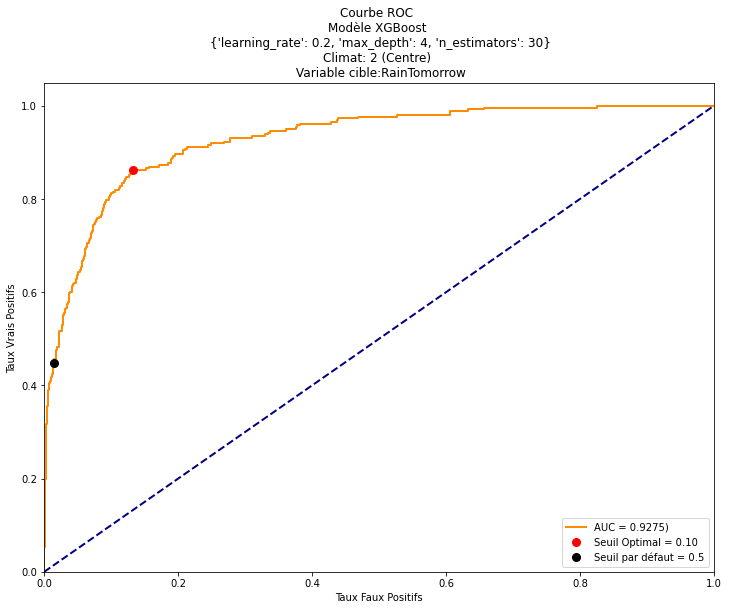 Courbe ROC
Modèle XGBoost
{'learning_rate': 0.2, 'max_depth': 4, 'n_estimators': 30}
Climat: 2 (Centre)
Variable cible:RainTomorrow
1.0
0.8
0.6
0.4
0.2
0.0
Taux Vrais Positifs
0.0
0.2
0.4
0.6
0.8
1.0
Taux Faux Positifs
AUC = 0.9275)
Seuil Optimal = 0.10
Seuil par défaut = 0.5